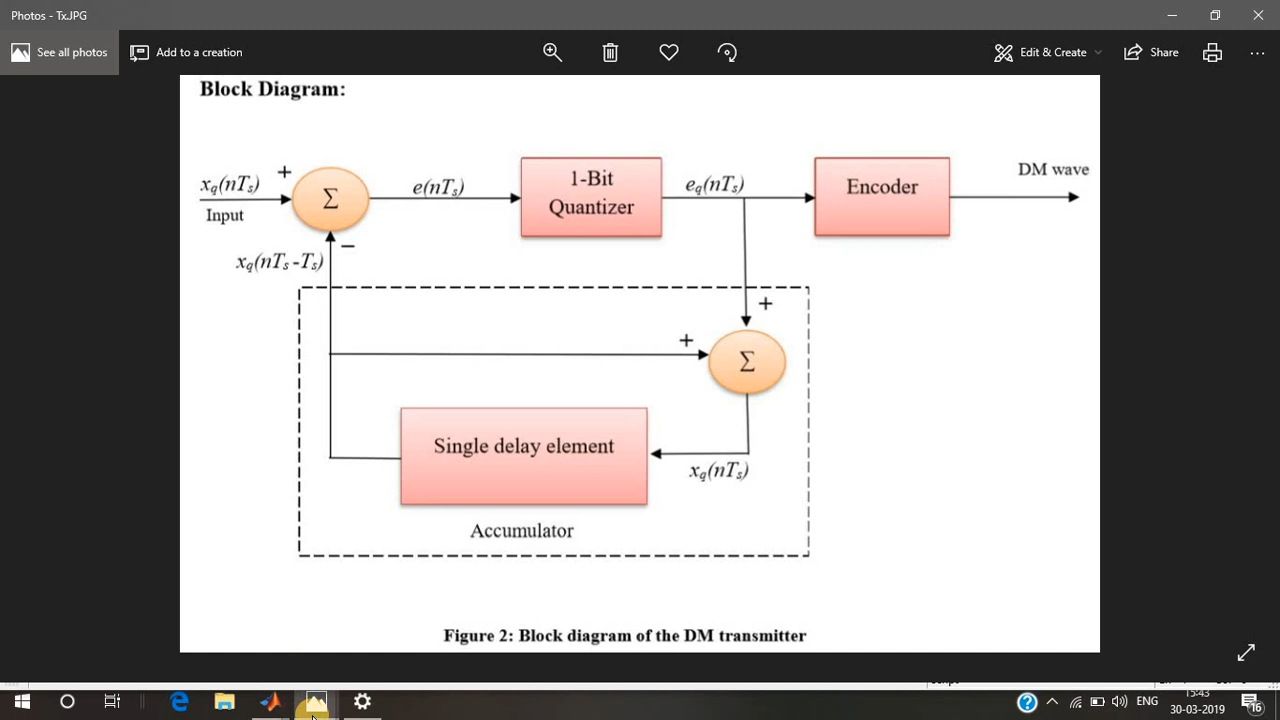 Photos - TxJPG
See all photos
Add to a creation
Edit & Create
Share
Block Diagram:
xq(nTs)
+
Input
Σ
e(nTs)
1-Bit
Quantizer
eq(nTs)
Encoder
DM wave
−
xq(nTs -Ts)
+
+
Σ
Single delay element
xq(nTs)
Accumulator
Figure 2: Block diagram of the DM transmitter
ENG
15:43
30-03-2019
16